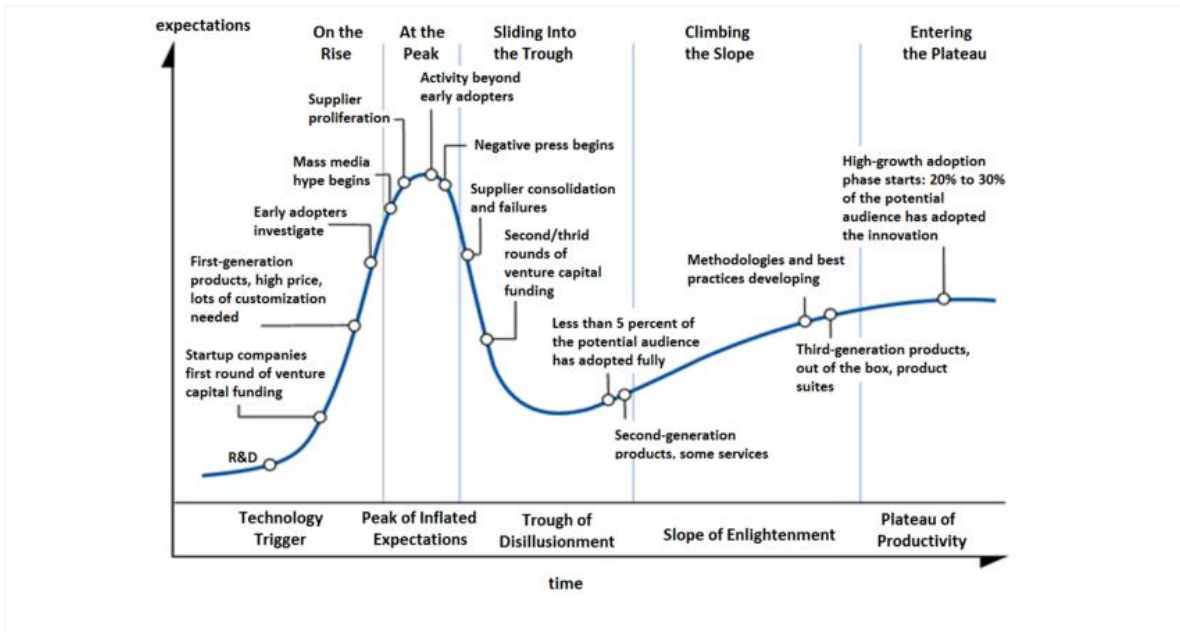 expectations
On the
Rise
At the
Peak
Sliding Into
the Trough
Climbing
the Slope
Entering
the Plateau
Activity beyond
early adopters
Supplier
proliferation
Negative press begins
Mass media
hype begins
High-growth adoption
phase starts: 20% to 30%
of the potential
audience has adopted
the innovation
Supplier consolidation
and failures
Early adopters
investigate
Second/thrid
rounds of
venture capital
funding
First-generation
products, high price,
lots of customization
needed
Methodologies and best
practices developing
Less than 5 percent of
the potential audience
has adopted fully
Startup companies
first round of venture
capital funding
Third-generation products,
out of the box, product
suites
Second-generation
products, some services
R&D
Technology
Trigger
Peak of Inflated
Expectations
Trough of
Disillusionment
Slope of Enlightenment
Plateau of
Productivity
time